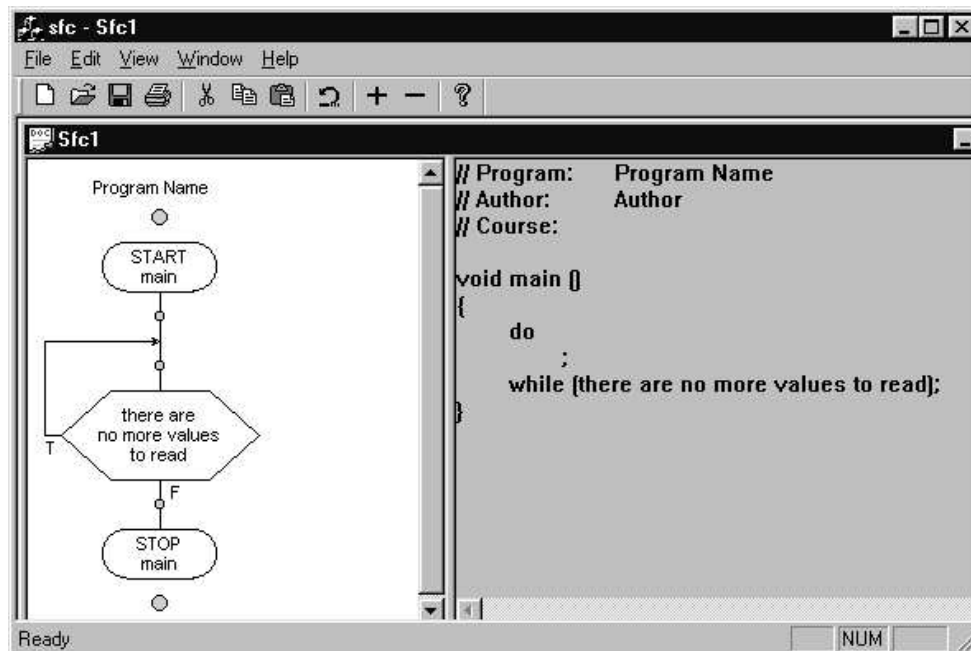 sfc - Sfc1
File Edit View Window Help
Sfc1
Program Name
START
main
there are
no more values
to read
T
F
STOP
main
// Program: Program Name
// Author: Author
// Course:
void main ()
{
do
;
while (there are no more values to read);
}
Ready
NUM